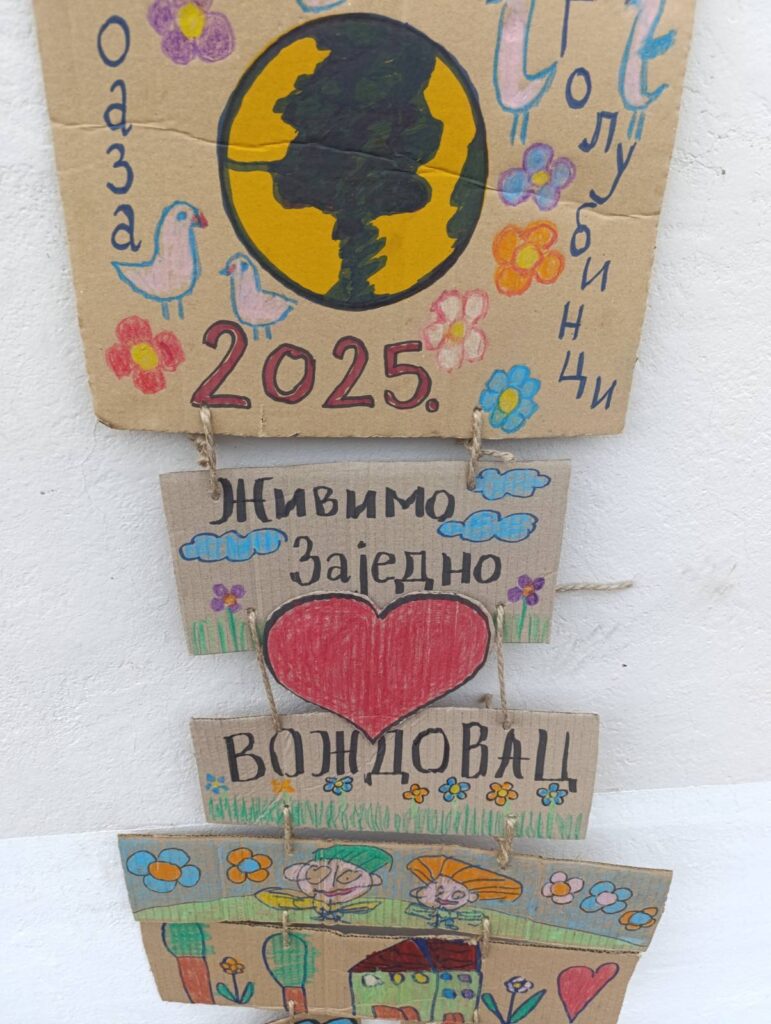 оаза
Голубинци
2025.
Живимо
Заједно
ВОЖДОВАЦ